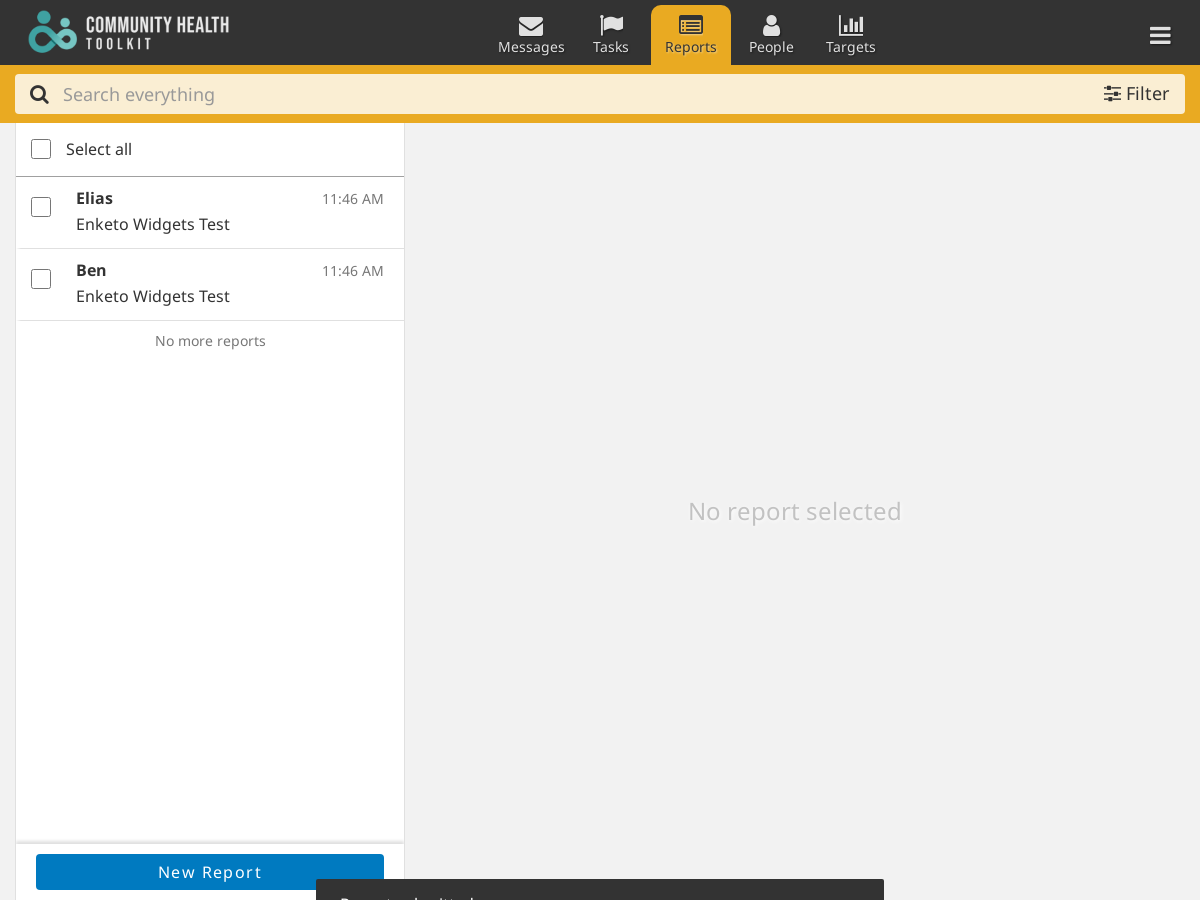 COMMUNITY HEALTH
TOOLKIT
Messages
Tasks
Reports
People
Targets
Search everything
Filter
Select all
Elias
11:46 AM
Enketo Widgets Test
Ben
11:46 AM
Enketo Widgets Test
No more reports
No report selected
New Report